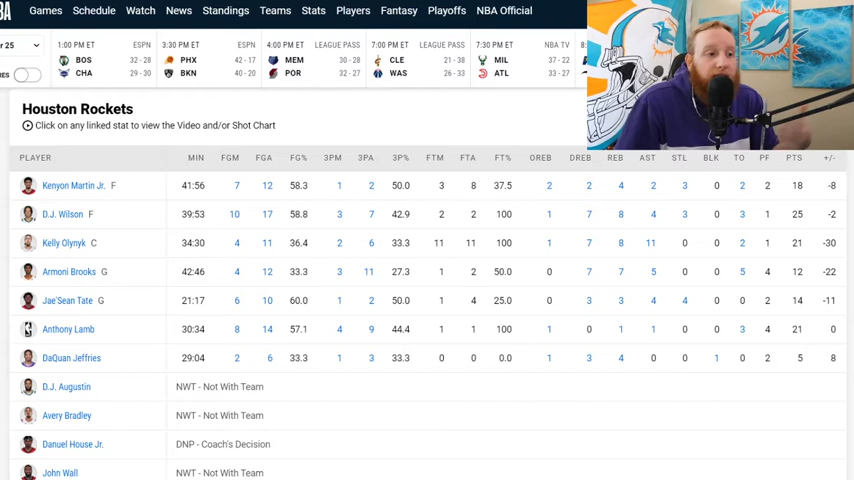 BA Games Schedule Watch News Standings Teams Stats Players Fantasy Playoffs NBA Official
r 25
RES
1:00 PM ET ESPN
BOS 32 - 28
CHA 29 - 30
3:30 PM ET ESPN
PHX 42 - 17
BKN 40 - 20
4:00 PM ET LEAGUE PASS
MEM 30 - 28
POR 32 - 27
7:00 PM ET LEAGUE PASS
CLE 21 - 38
WAS 26 - 33
7:30 PM ET NBA TV
MIL 37 - 22
ATL 33 - 27
8:
Houston Rockets
Click on any linked stat to view the Video and/or Shot Chart
PLAYER MIN FGM FGA FG% 3PM 3PA 3P% FTM FTA FT% OREB DREB REB AST STL BLK TO PF PTS +/-
Kenyon Martin Jr. F 41:56 7 12 58.3 1 2 50.0 3 8 37.5 2 2 4 2 3 0 2 2 18 -8
D.J. Wilson F 39:53 10 17 58.8 3 7 42.9 2 2 100 1 7 8 4 3 0 3 1 25 -2
Kelly Olynyk C 34:30 4 11 36.4 2 6 33.3 11 11 100 1 7 8 11 0 0 2 1 21 -30
Armoni Brooks G 42:46 4 12 33.3 3 11 27.3 1 2 50.0 0 7 7 5 0 0 5 4 12 -22
Jae'Sean Tate G 21:17 6 10 60.0 1 2 50.0 1 4 25.0 0 3 3 4 4 0 0 2 14 -11
Anthony Lamb 30:34 8 14 57.1 4 9 44.4 1 1 100 1 0 1 1 0 0 3 4 21 0
DaQuan Jeffries 29:04 2 6 33.3 1 3 33.3 0 0 0.0 1 3 4 0 0 1 0 2 5 8
D.J. Augustin NWT - Not With Team
Avery Bradley NWT - Not With Team
Danuel House Jr. DNP - Coach's Decision
John Wall NWT - Not With Team